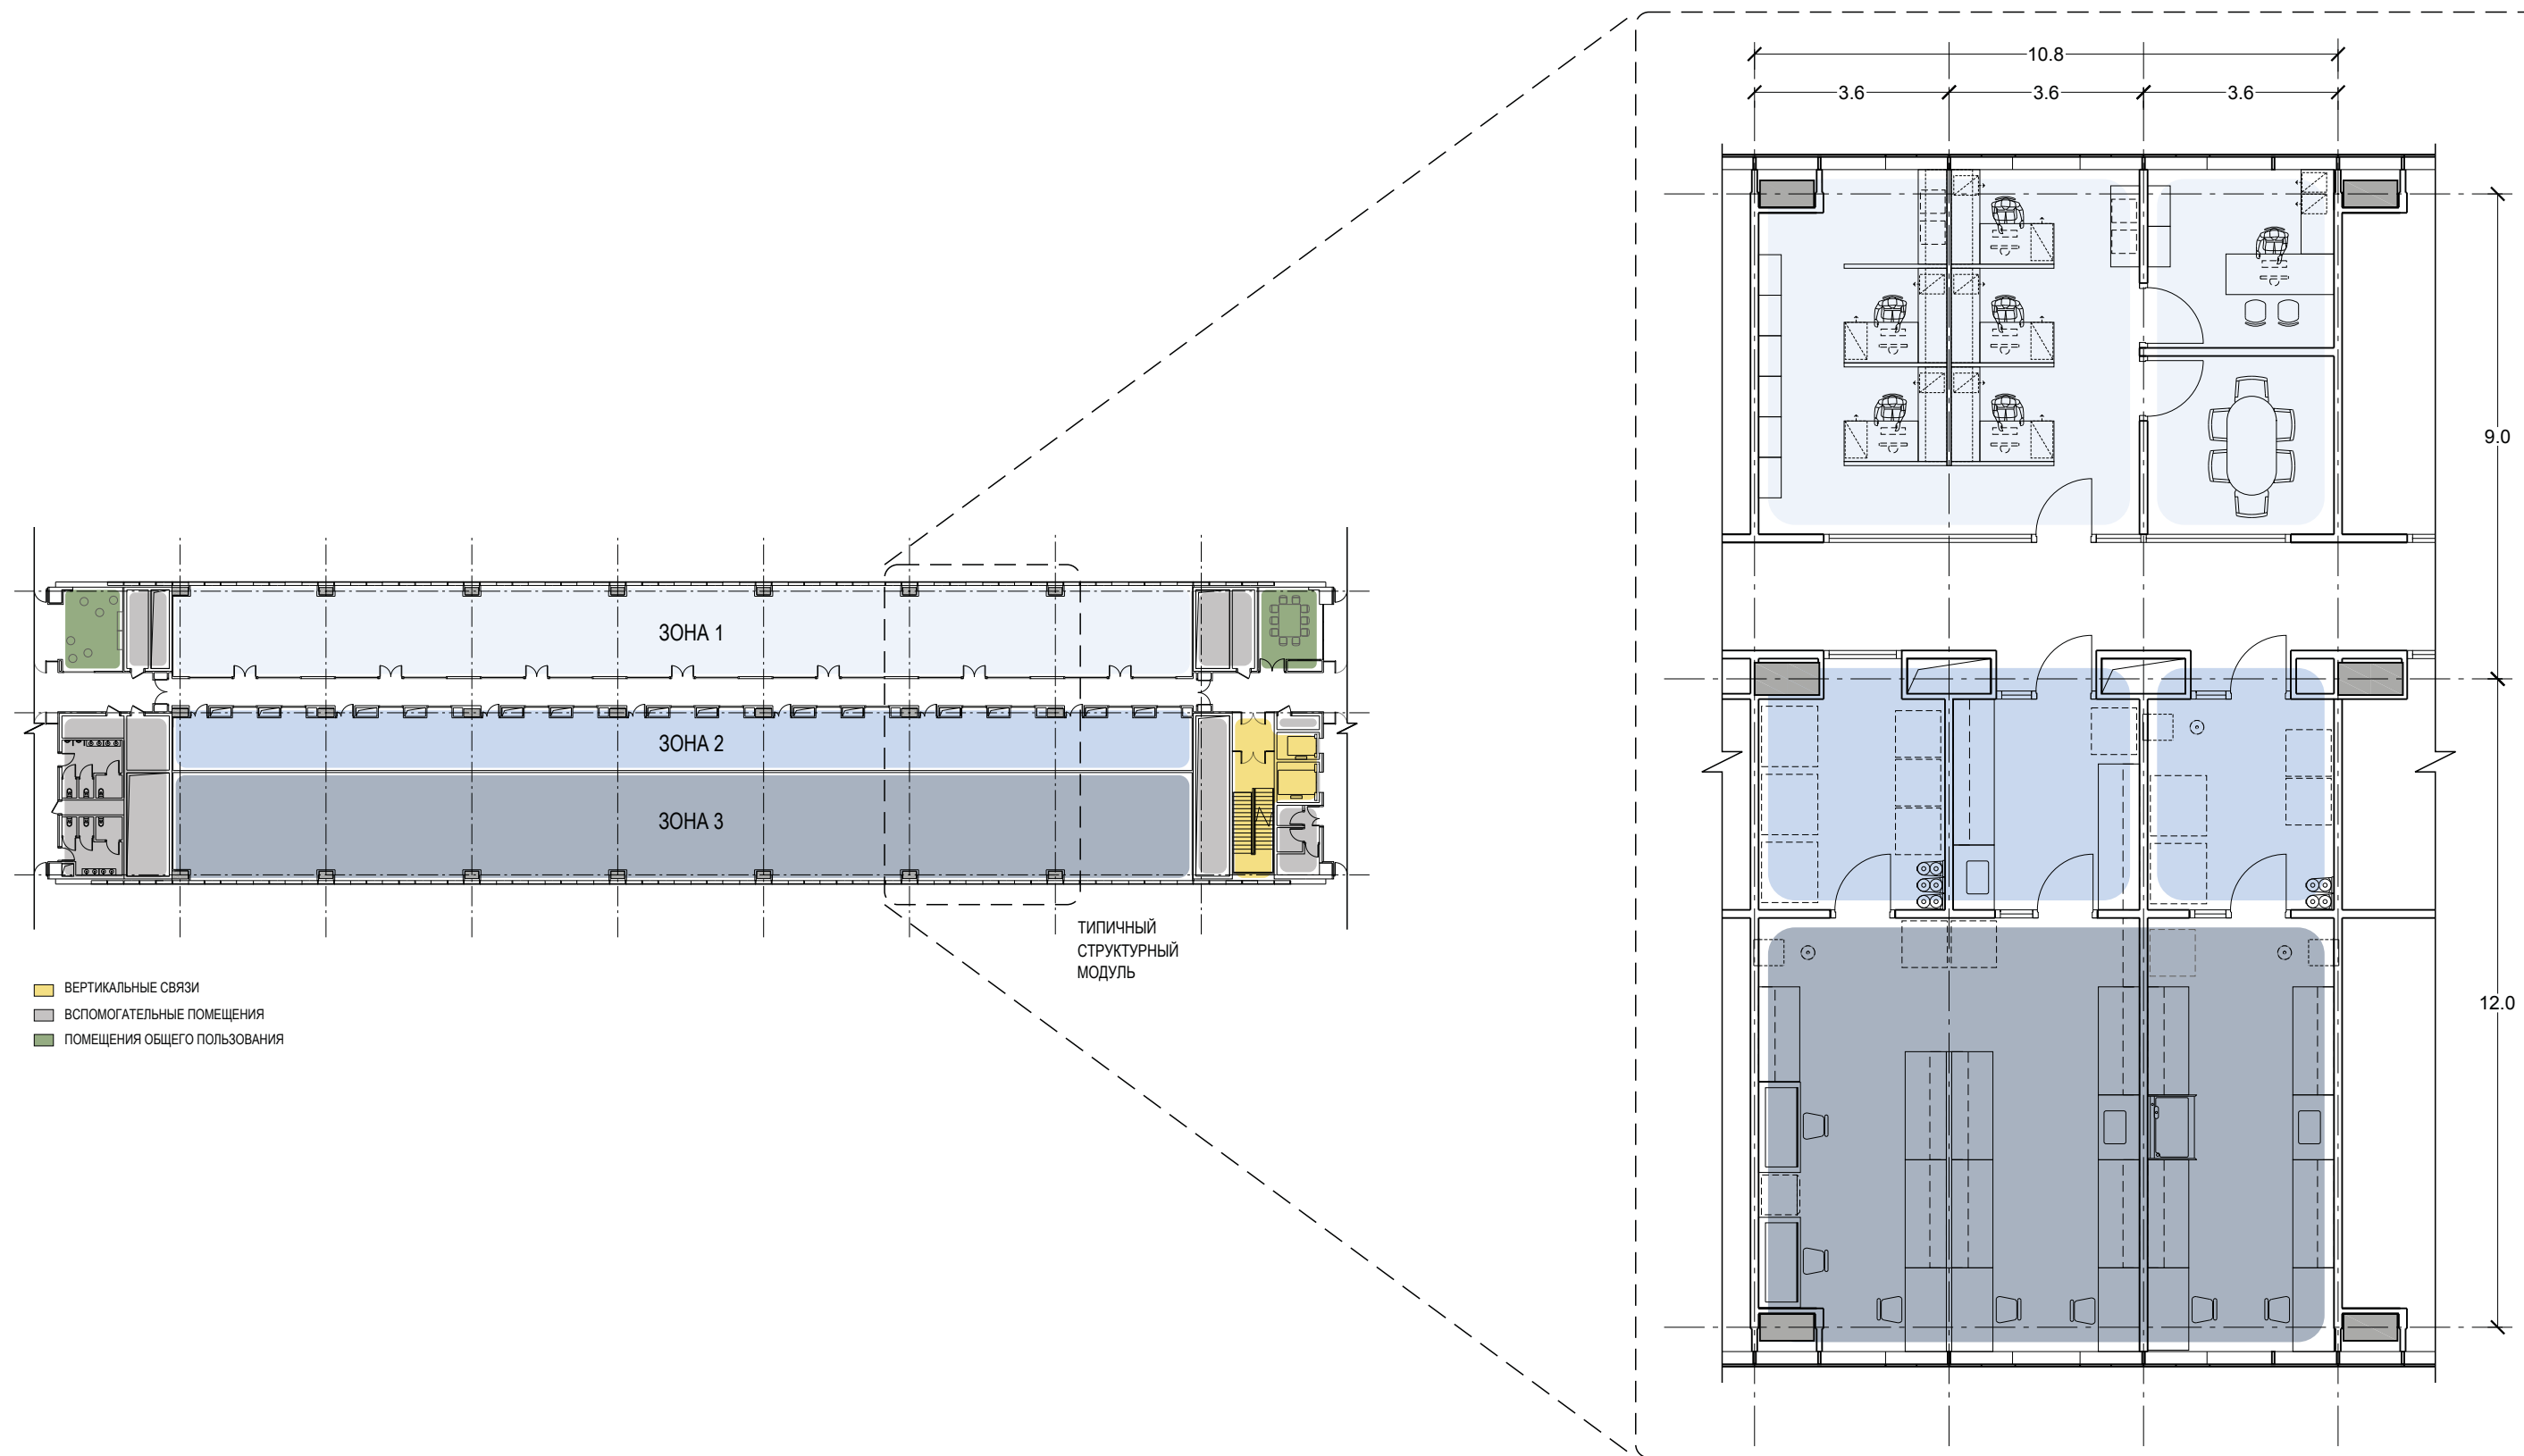 10.8
3.6
3.6
3.6
9.0
12.0
ЗОНА 1
ЗОНА 2
ЗОНА 3
ТИПИЧНЫЙ
СТРУКТУРНЫЙ
МОДУЛЬ
ВЕРТИКАЛЬНЫЕ СВЯЗИ
ВСПОМОГАТЕЛЬНЫЕ ПОМЕЩЕНИЯ
ПОМЕЩЕНИЯ ОБЩЕГО ПОЛЬЗОВАНИЯ